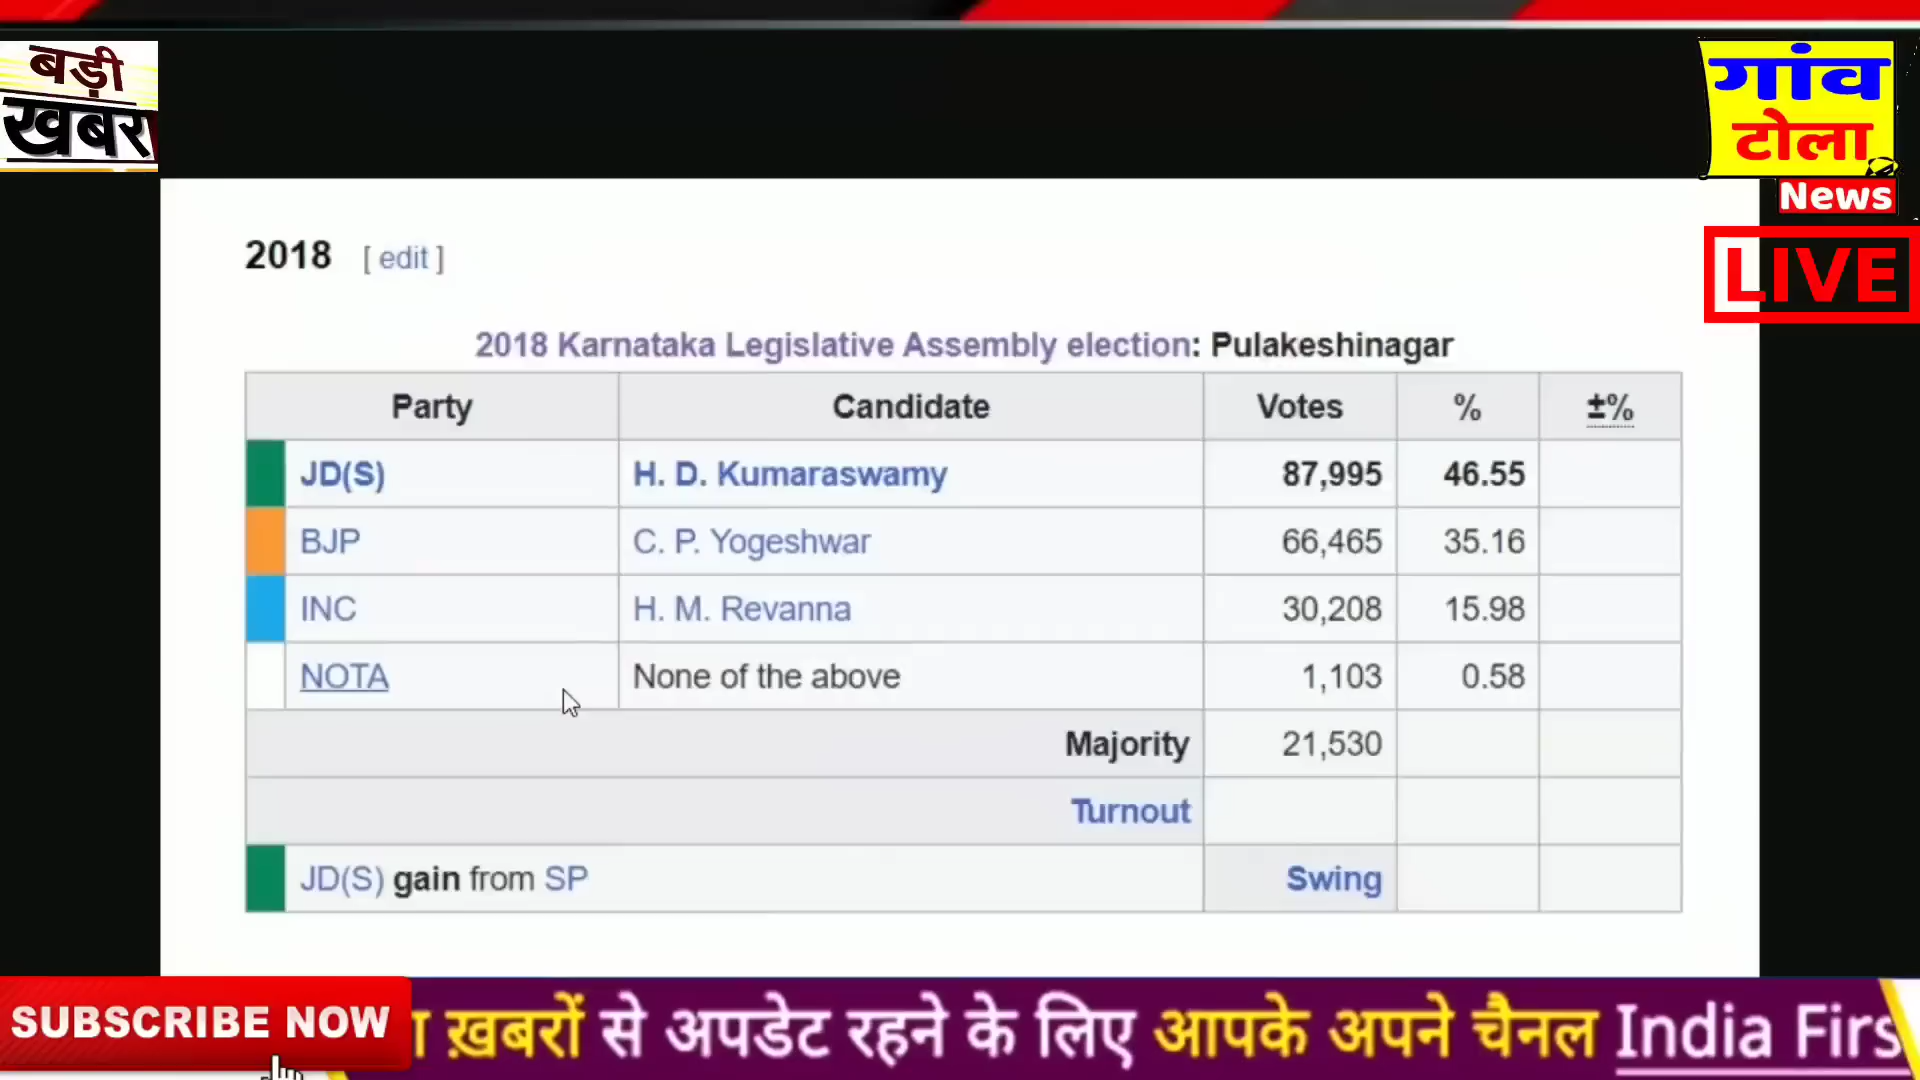 बड़ी
खबर
गांव
टोला
News
LIVE
2018 [ edit ]
2018 Karnataka Legislative Assembly election: Pulakeshinagar
Party Candidate Votes % ±%
JD(S) H. D. Kumaraswamy 87,995 46.55
BJP C. P. Yogeshwar 66,465 35.16
INC H. M. Revanna 30,208 15.98
NOTA None of the above 1,103 0.58
Majority 21,530
Turnout
JD(S) gain from SP Swing
SUBSCRIBE NOW
ख़बरों से अपडेट रहने के लिए आपके अपने चैनल India Firs